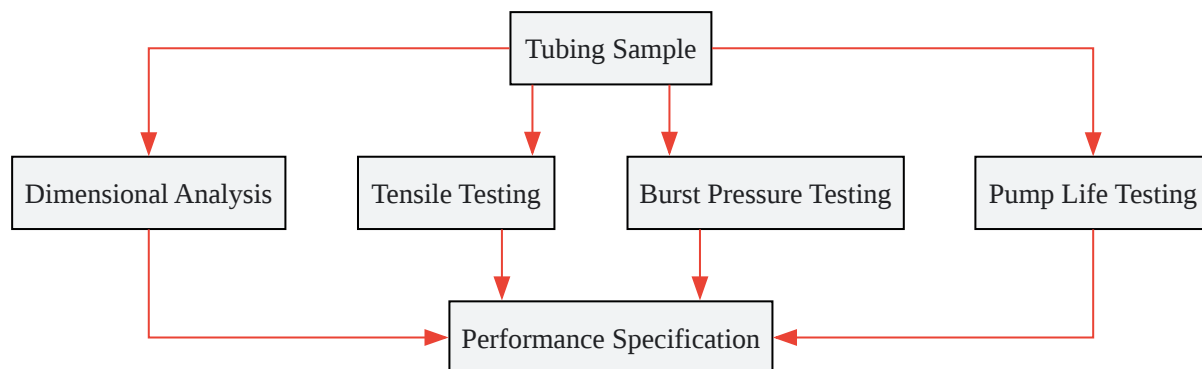 Tubing Sample
Dimensional Analysis
Tensile Testing
Burst Pressure Testing
Pump Life Testing
Performance Specification